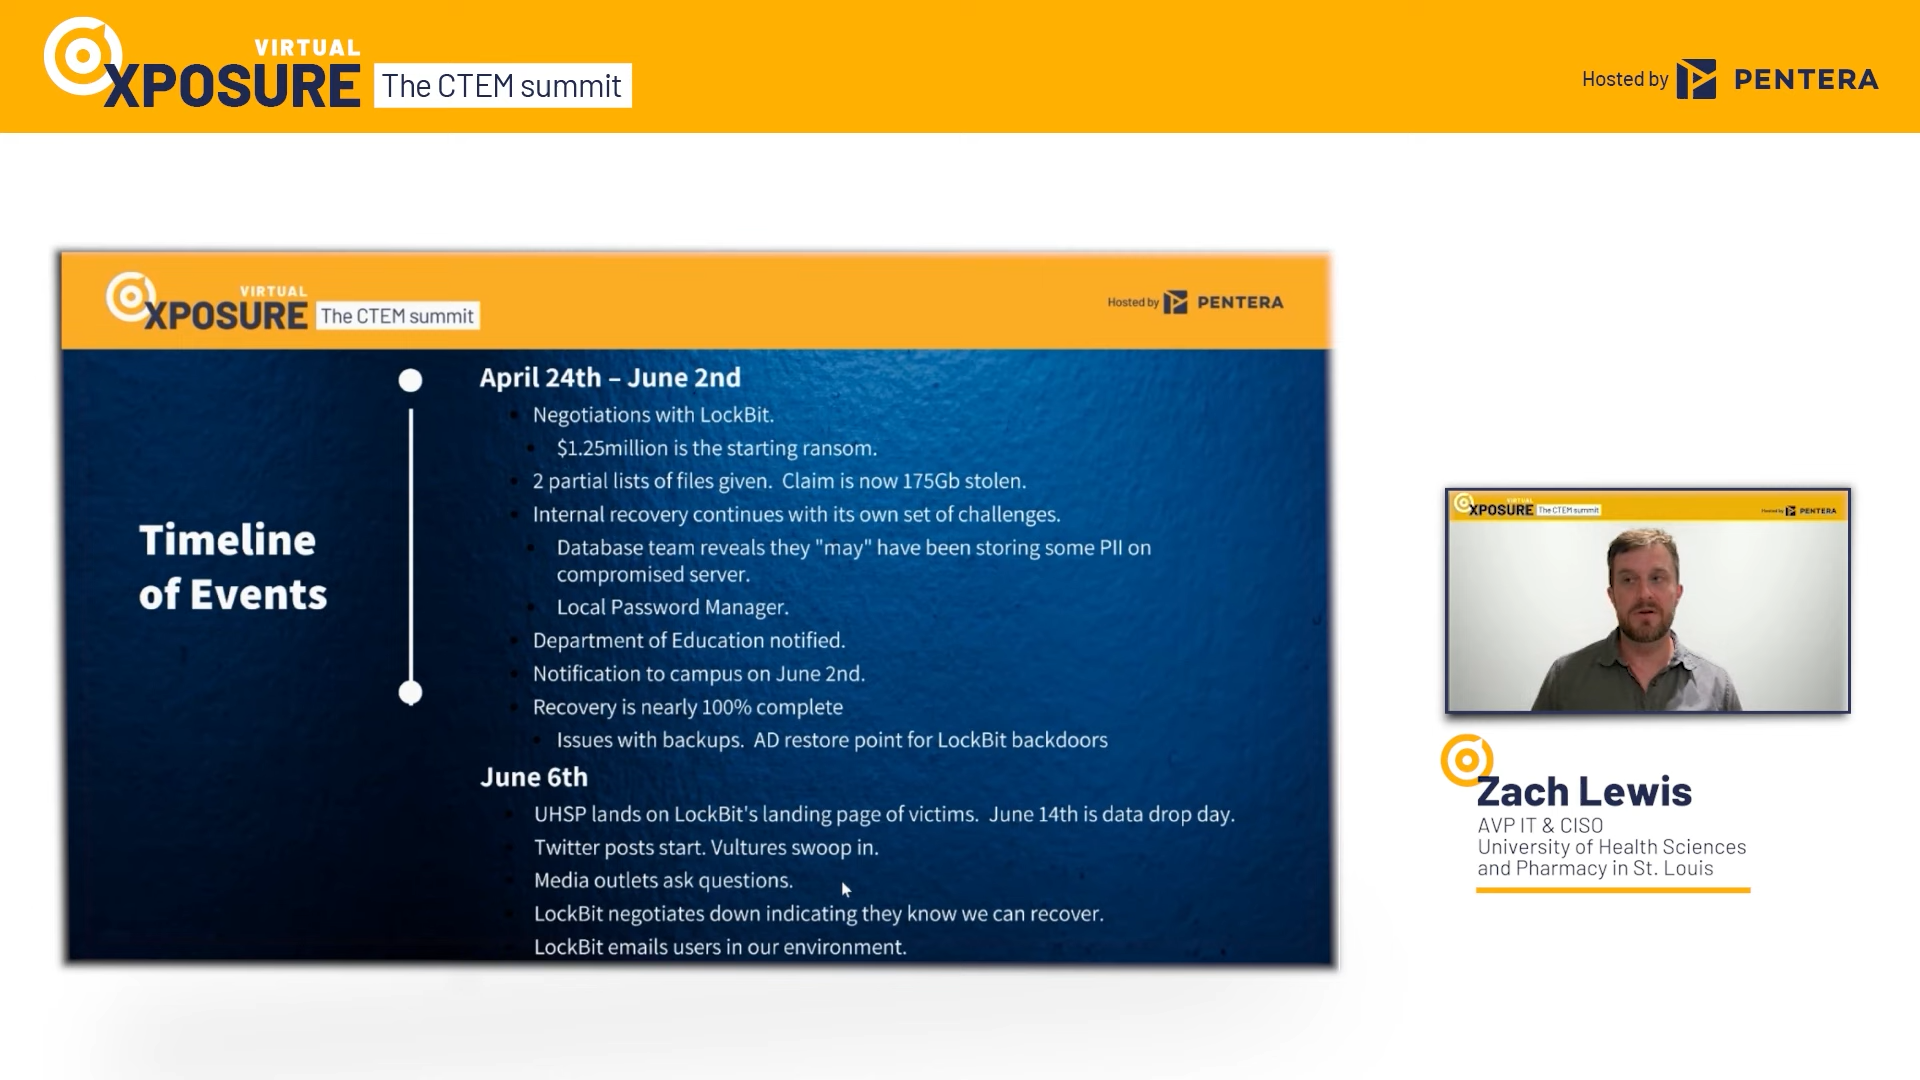 VIRTUAL
XPOSURE The CTEM summit
Hosted by PENTERA
VIRTUAL
XPOSURE The CTEM summit
Hosted by PENTERA
Timeline
of Events
April 24th – June 2nd
Negotiations with LockBit.
$1.25million is the starting ransom.
2 partial lists of files given.  Claim is now 175Gb stolen.
Internal recovery continues with its own set of challenges.
Database team reveals they "may" have been storing some PII on
compromised server.
Local Password Manager.
Department of Education notified.
Notification to campus on June 2nd.
Recovery is nearly 100% complete
Issues with backups.  AD restore point for LockBit backdoors
June 6th
UHSP lands on LockBit's landing page of victims.  June 14th is data drop day.
Twitter posts start. Vultures swoop in.
Media outlets ask questions.
LockBit negotiates down indicating they know we can recover.
LockBit emails users in our environment.
VIRTUAL
XPOSURE The CTEM summit
Hosted by PENTERA
Zach Lewis
AVP IT & CISO
University of Health Sciences
and Pharmacy in St. Louis